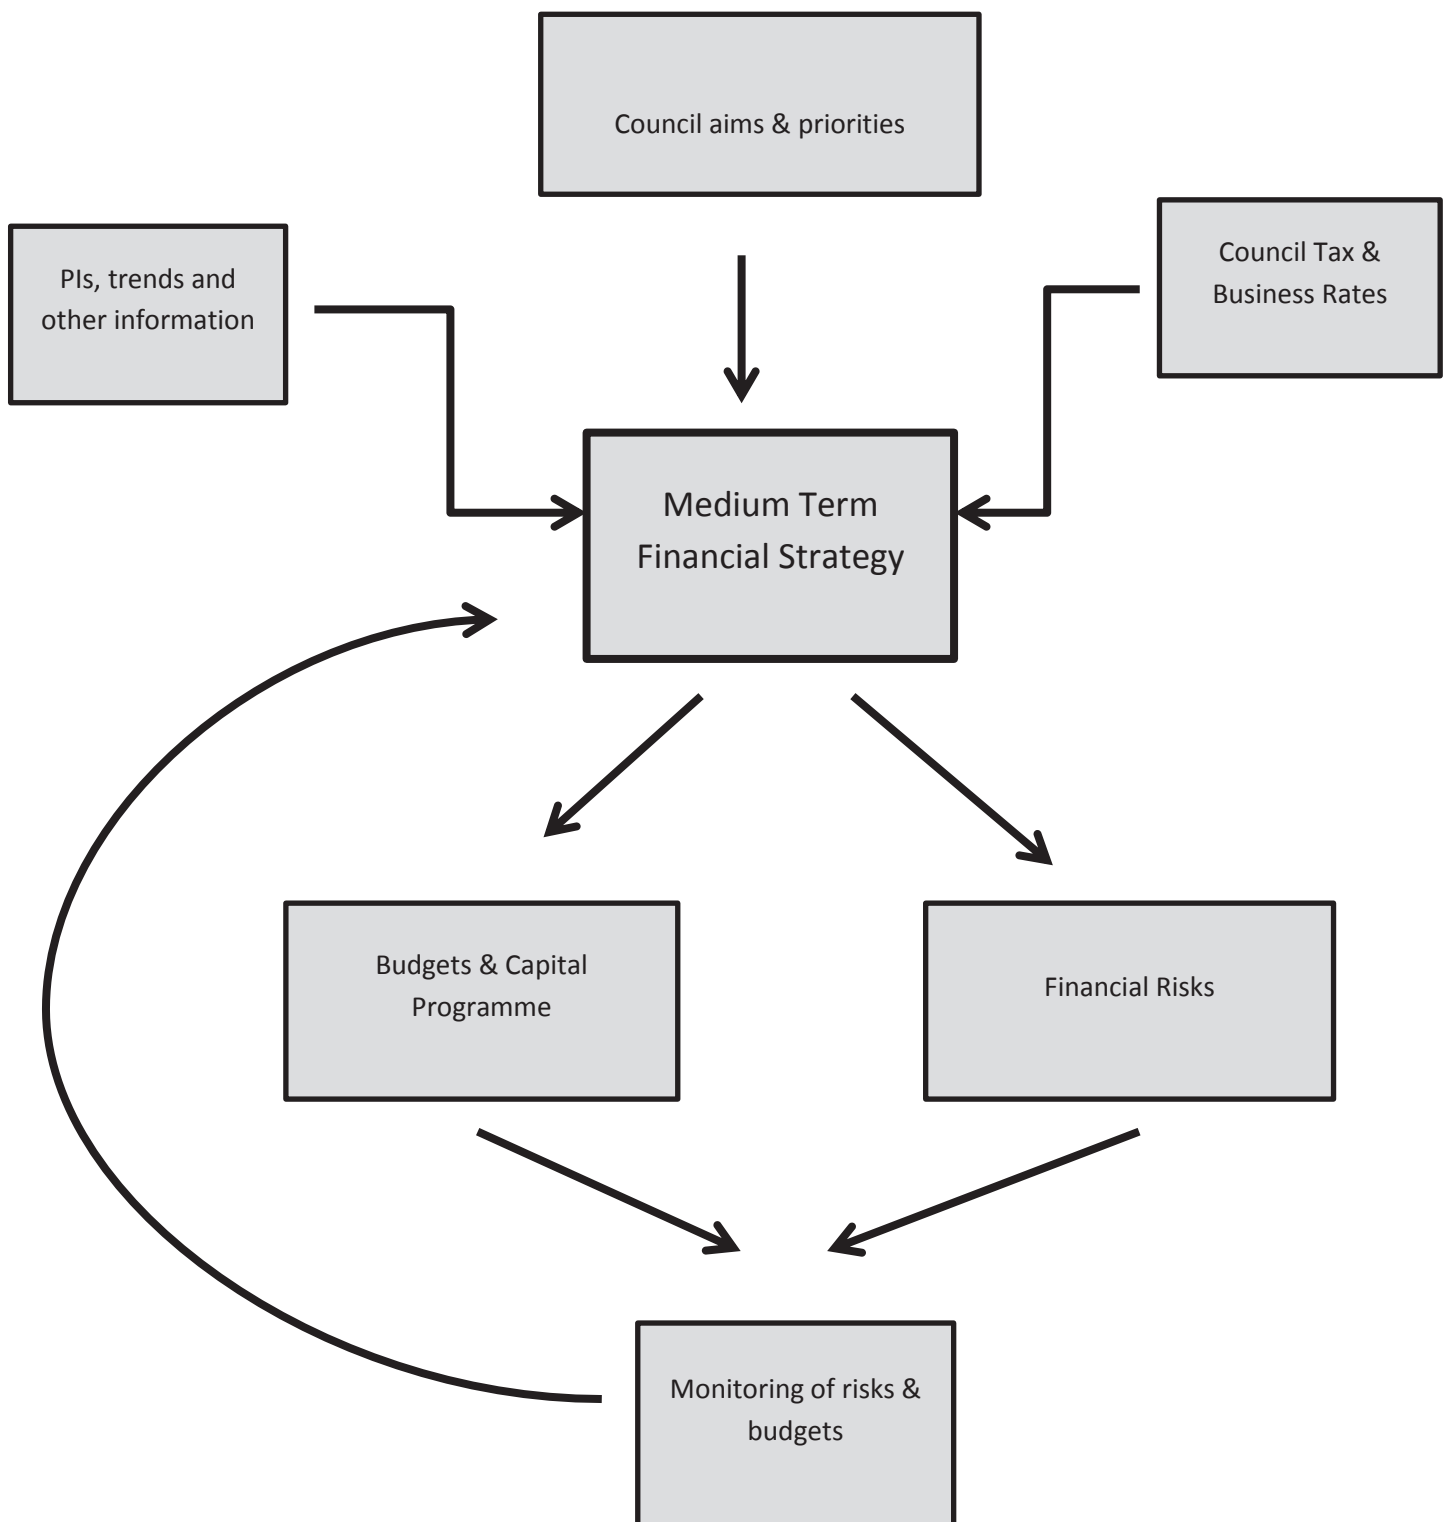 Council aims & priorities
PIs, trends and
other information
Council Tax &
Business Rates
Medium Term
Financial Strategy
Budgets & Capital
Programme
Financial Risks
Monitoring of risks &
budgets